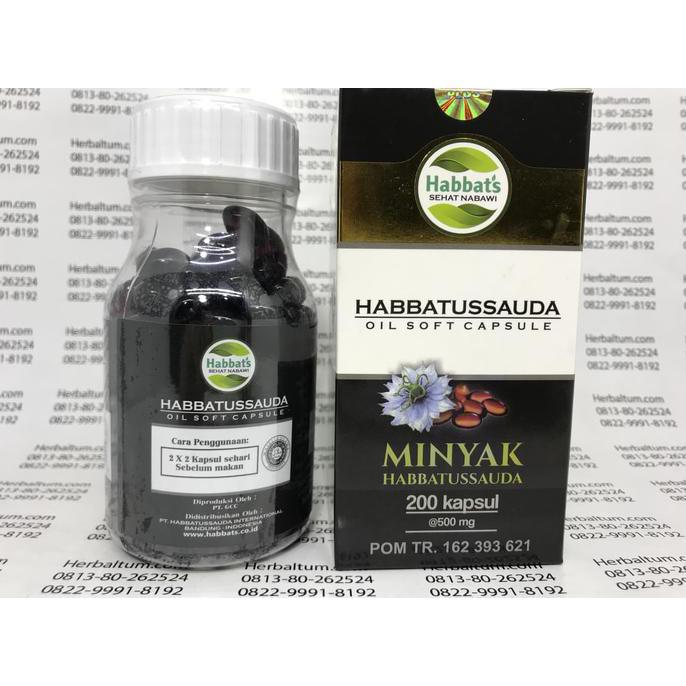 Habbat's
SEHAT NABAWI
HABBATUSSAUDA
OIL SOFT CAPSULE
Cara Penggunaan:
2 X 2 Kapsul sehari
Sebelum makan
Diproduksi Oleh :
PT. GCC
Didistribusikan Oleh :
PT. HABBATUSSAUDA INTERNATIONAL
BANDUNG - INDONESIA
www.habbats.co.id
Habbat's
SEHAT NABAWI
HABBATUSSAUDA
OIL SOFT CAPSULE
MINYAK
HABBATUSSAUDA
200 kapsul
@500 mg
POM TR. 162 393 621
Herbaltum.com
0813-80-262524
0822-9991-8192